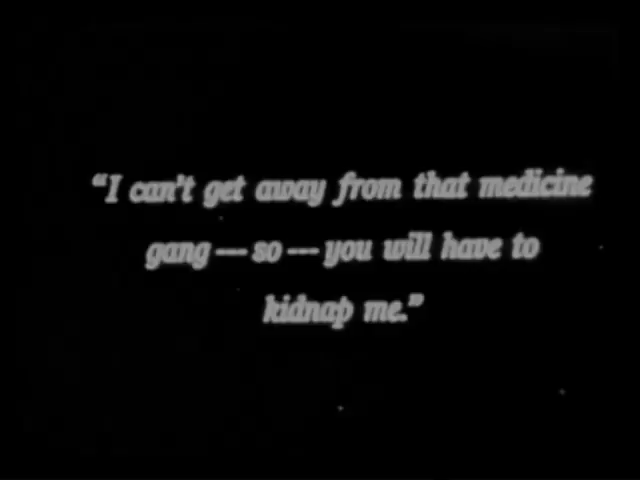 “I can't get away from that medicine
gang — so — you will have to
kidnap me.”